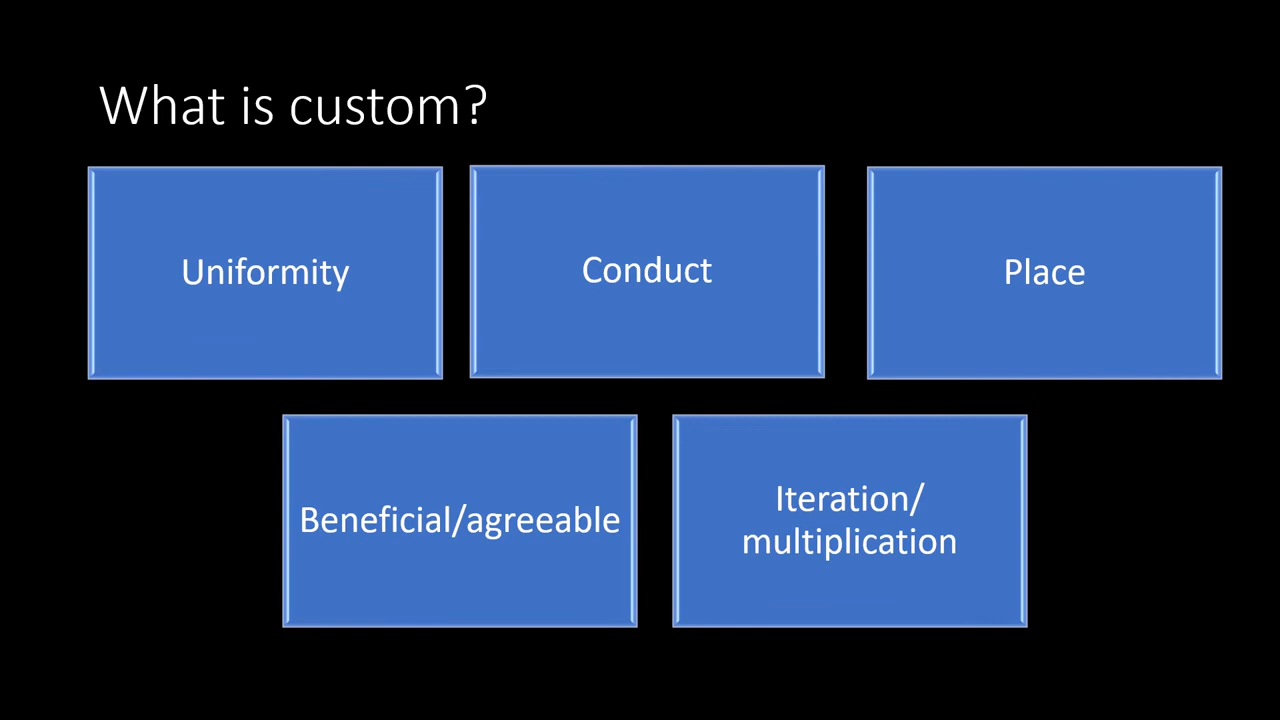 What is custom?
Uniformity
Conduct
Place
Beneficial/agreeable
Iteration/
multiplication